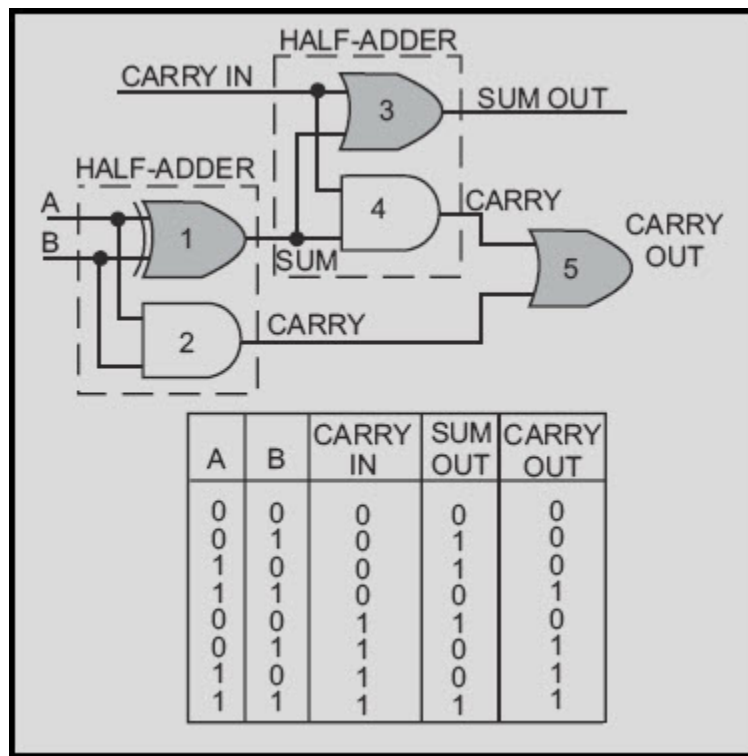 HALF-ADDER
CARRY IN
3
SUM OUT
HALF-ADDER
A
4
CARRY
B
1
SUM
5
CARRY
OUT
2
CARRY
A B CARRY IN SUM OUT CARRY OUT
0 0 0 0 0
0 1 0 1 0
1 0 0 1 0
1 1 0 0 1
0 0 1 1 0
0 1 1 0 1
1 0 1 0 1
1 1 1 1 1